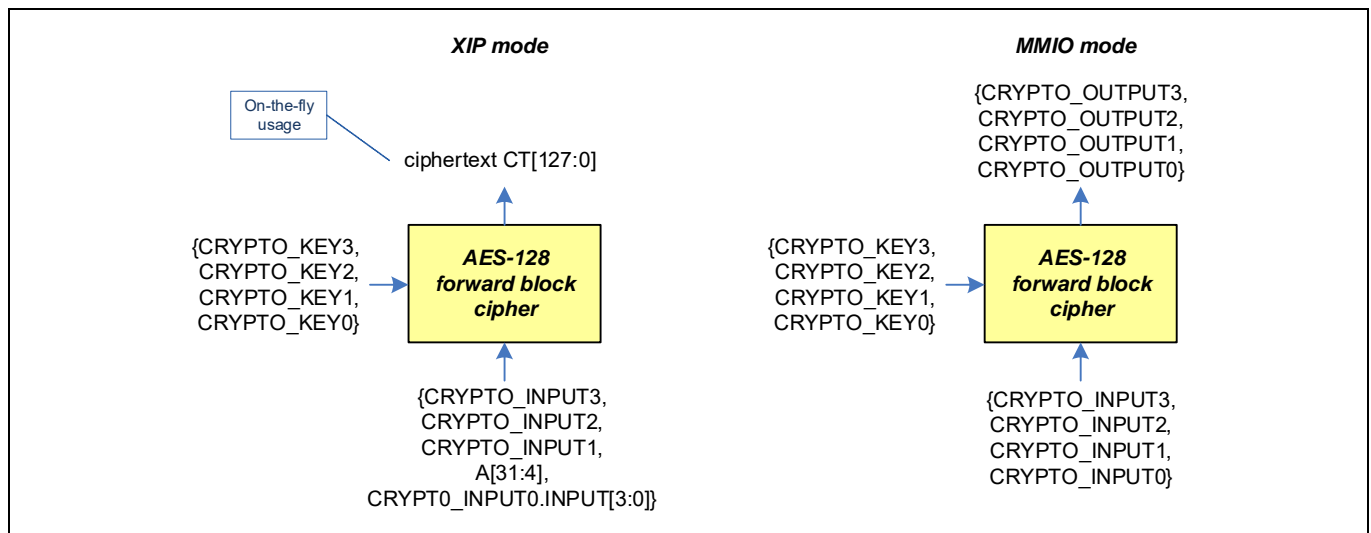 XIP mode
On-the-fly
usage
ciphertext CT[127:0]
{CRYPTO_KEY3,
CRYPTO_KEY2,
CRYPTO_KEY1,
CRYPTO_KEY0}
AES-128
forward block
cipher
{CRYPTO_INPUT3,
CRYPTO_INPUT2,
CRYPTO_INPUT1,
A[31:4],
CRYPT0_INPUT0.INPUT[3:0]}
MMIO mode
{CRYPTO_OUTPUT3,
CRYPTO_OUTPUT2,
CRYPTO_OUTPUT1,
CRYPTO_OUTPUT0}
{CRYPTO_KEY3,
CRYPTO_KEY2,
CRYPTO_KEY1,
CRYPTO_KEY0}
AES-128
forward block
cipher
{CRYPTO_INPUT3,
CRYPTO_INPUT2,
CRYPTO_INPUT1,
CRYPTO_INPUT0}